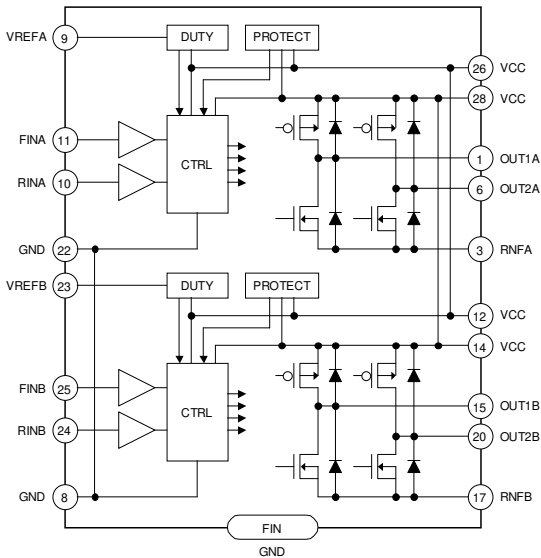 VREFA 9 DUTY PROTECT
26 VCC
28 VCC
FINA 11
CTRL
1 OUT1A
RINA 10
6 OUT2A
GND 22
3 RNFA
VREFB 23 DUTY PROTECT
12 VCC
14 VCC
FINB 25
CTRL
15 OUT1B
RINB 24
20 OUT2B
GND 8
17 RNFB
FIN
GND